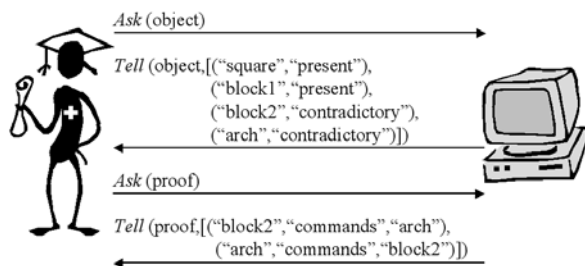 Ask (object)
Tell (object,[(“square”,“present”),
(“block1”,“present”),
(“block2”,“contradictory”),
(“arch”,“contradictory”)])
Ask (proof)
Tell (proof,[(“block2”,“commands”,“arch”),
(“arch”,“commands”,“block2”)])